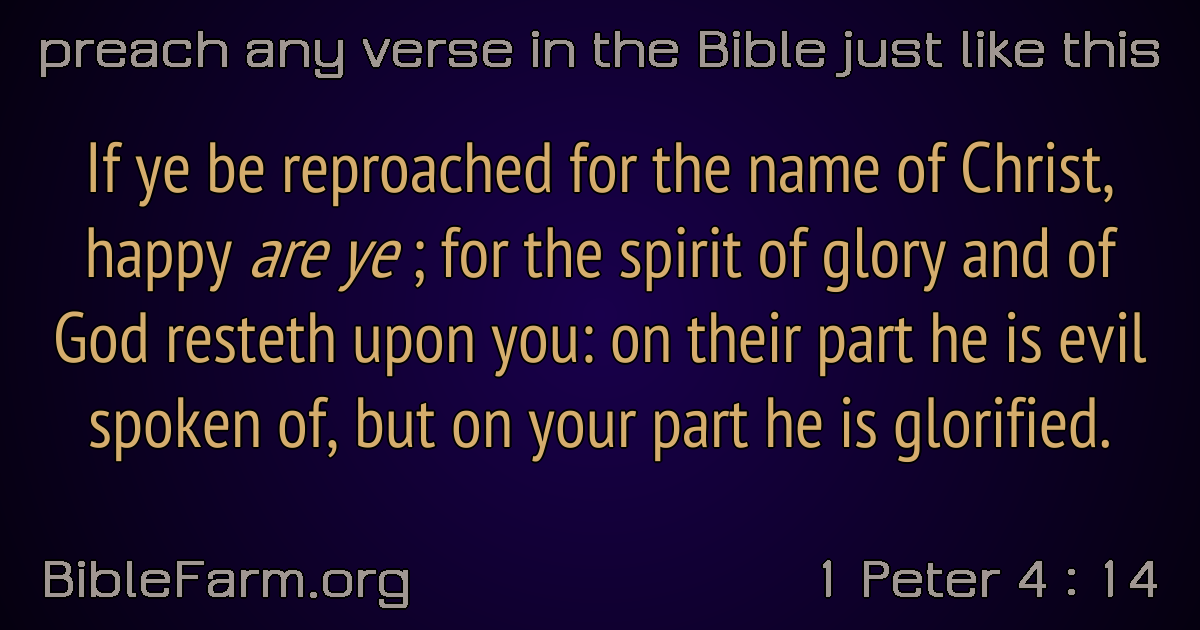 preach any verse in the Bible just like this
If ye be reproached for the name of Christ,
happy are ye ; for the spirit of glory and of
God resteth upon you: on their part he is evil
spoken of, but on your part he is glorified.
BibleFarm.org
1 Peter 4 : 14